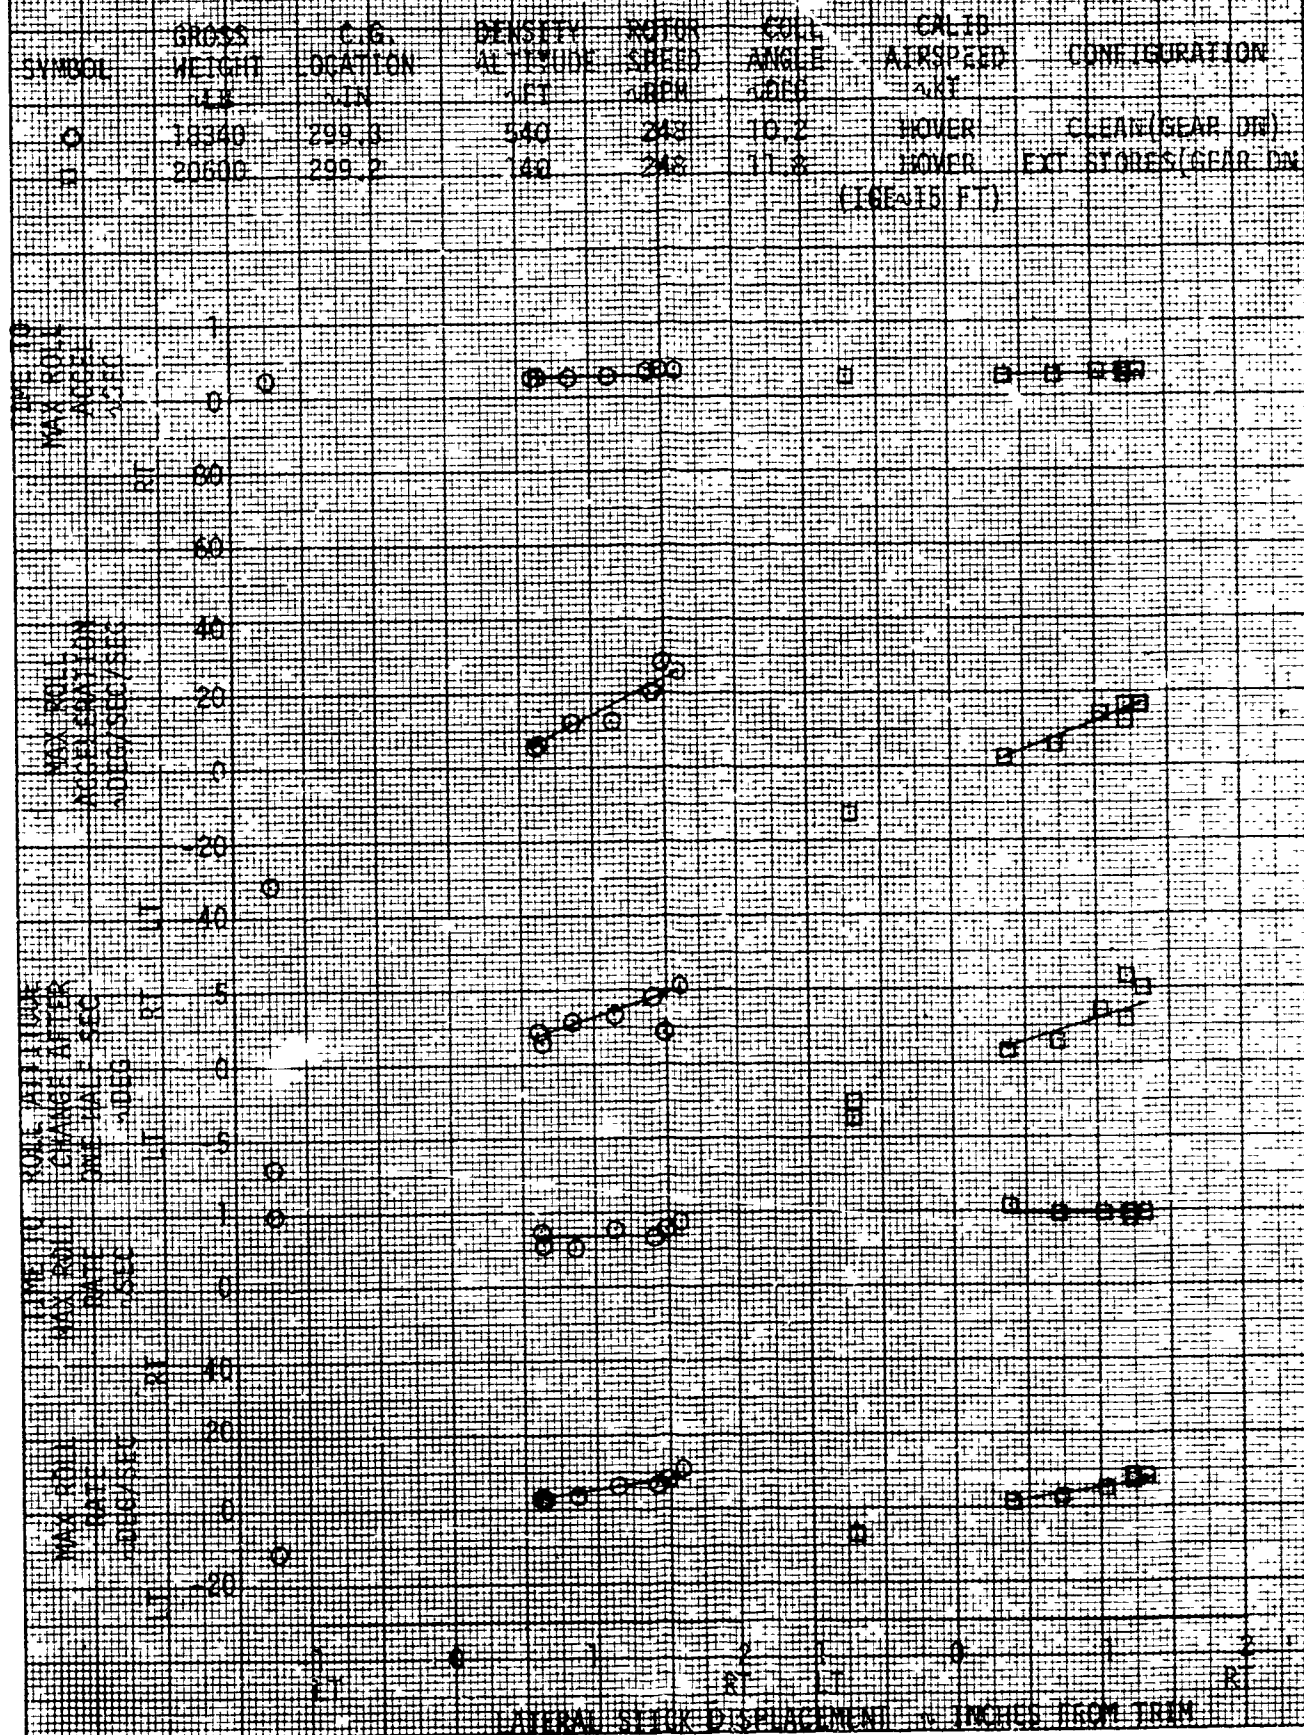 GROSS C.G. DENSITY ROTOR COLL CALIB
SYMBOL WEIGHT LOCATION ALTITUDE SPEED ANGLE AIRSPEED CONFIGURATION
~LB ~IN ~FT ~RPM ~DEG ~KT
18340 299.3 540 248 10.2 HOVER CLEAN(GEAR DN)
20600 299.2 140 248 11.8 HOVER EXT STORES(GEAR DN)
(IGE~15 FT)
TIME TO
MAX ROLL
ACCEL
~SEC
1
0
MAX ROLL
ACCELERATION
~DEG/SEC/SEC
RT
LT
80
60
40
20
0
-20
-40
ROLL ATTITUDE
CHANGE AFTER
ONE HALF SEC
~DEG
RT
LT
5
0
-5
TIME TO
MAX ROLL
RATE
~SEC
1
0
MAX ROLL
RATE
~DEG/SEC
RT
LT
40
20
0
-20
1 0 1 2 1 0 1 2
LT RT LT RT
LATERAL STICK DISPLACEMENT ~ INCHES FROM TRIM